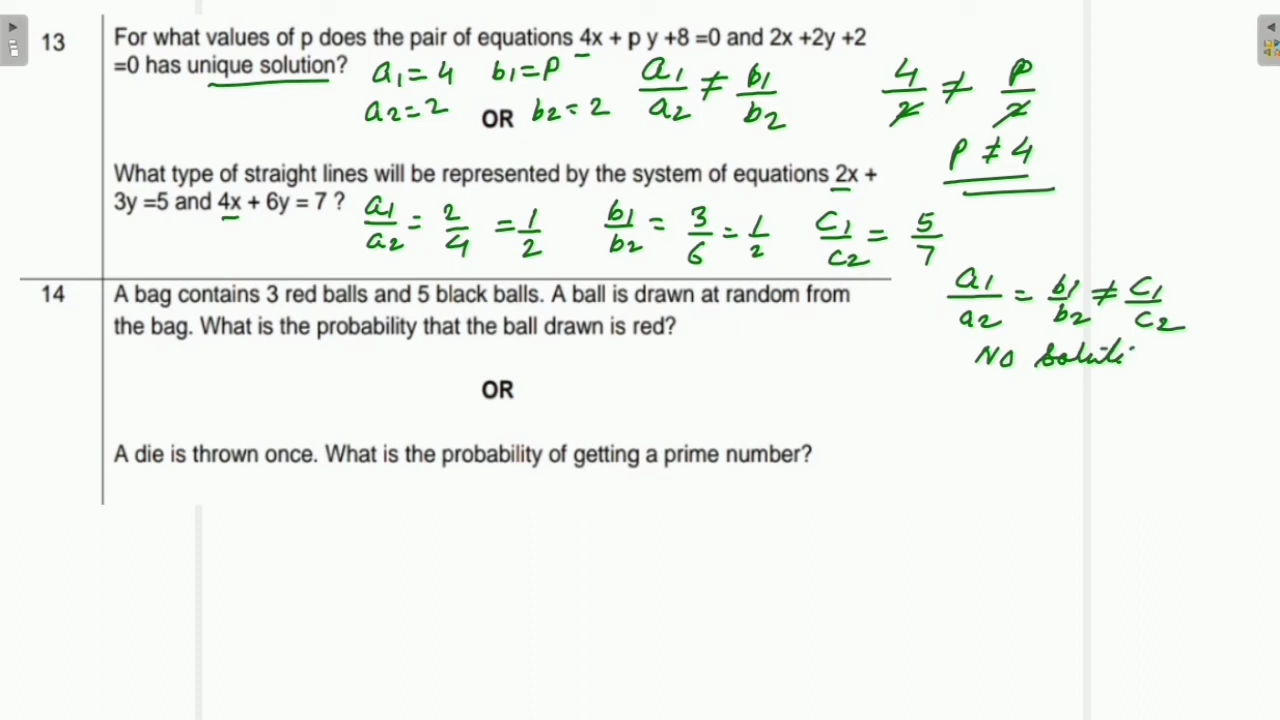 13 For what values of p does the pair of equations 4x + p y +8 =0 and 2x +2y +2
=0 has unique solution?
a1 = 4 b1 = p a1/a2 ≠ b1/b2 4/2 ≠ p/2
a2 = 2 b2 = 2
OR
p ≠ 4
What type of straight lines will be represented by the system of equations 2x +
3y =5 and 4x + 6y = 7 ?
a1/a2 = 2/4 = 1/2 b1/b2 = 3/6 = 1/2 c1/c2 = 5/7
a1/a2 = b1/b2 ≠ c1/c2
No soluti
14 A bag contains 3 red balls and 5 black balls. A ball is drawn at random from
the bag. What is the probability that the ball drawn is red?
OR
A die is thrown once. What is the probability of getting a prime number?